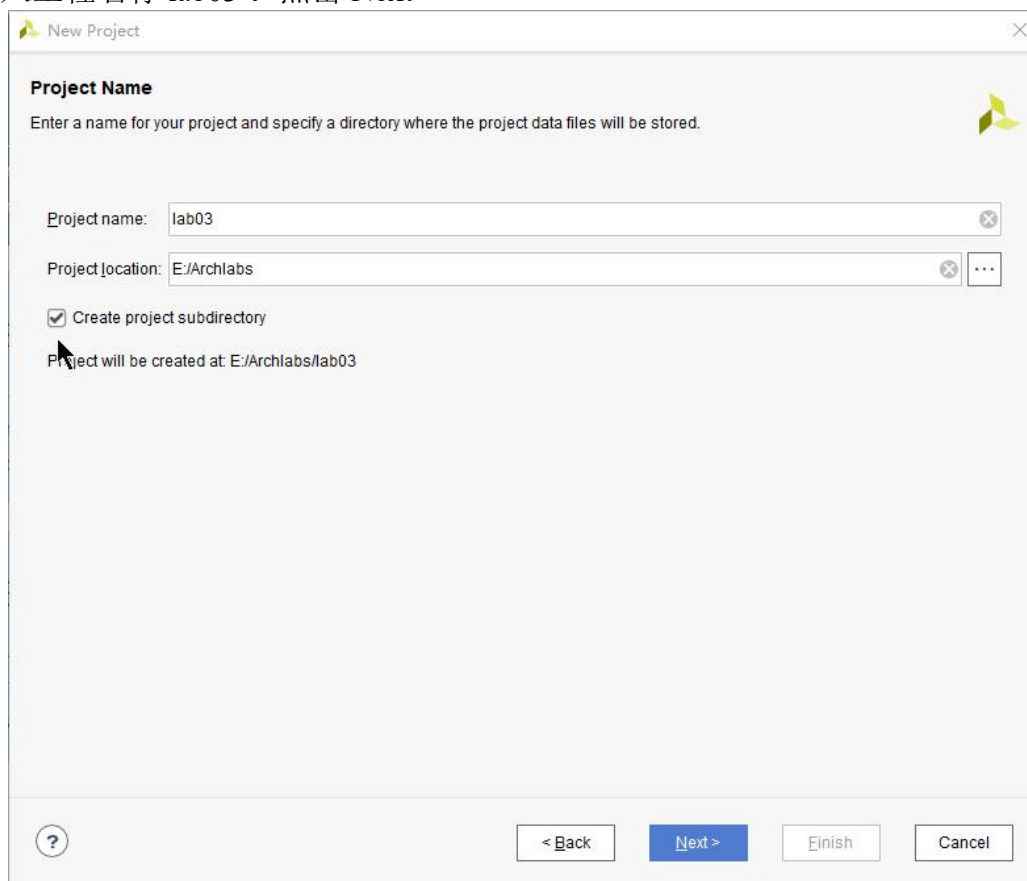 New Project
Project Name
Enter a name for your project and specify a directory where the project data files will be stored.
Project name: lab03
Project location: E:/Archlabs ...
Create project subdirectory
Project will be created at: E:/Archlabs/lab03
? < Back Next > Finish Cancel